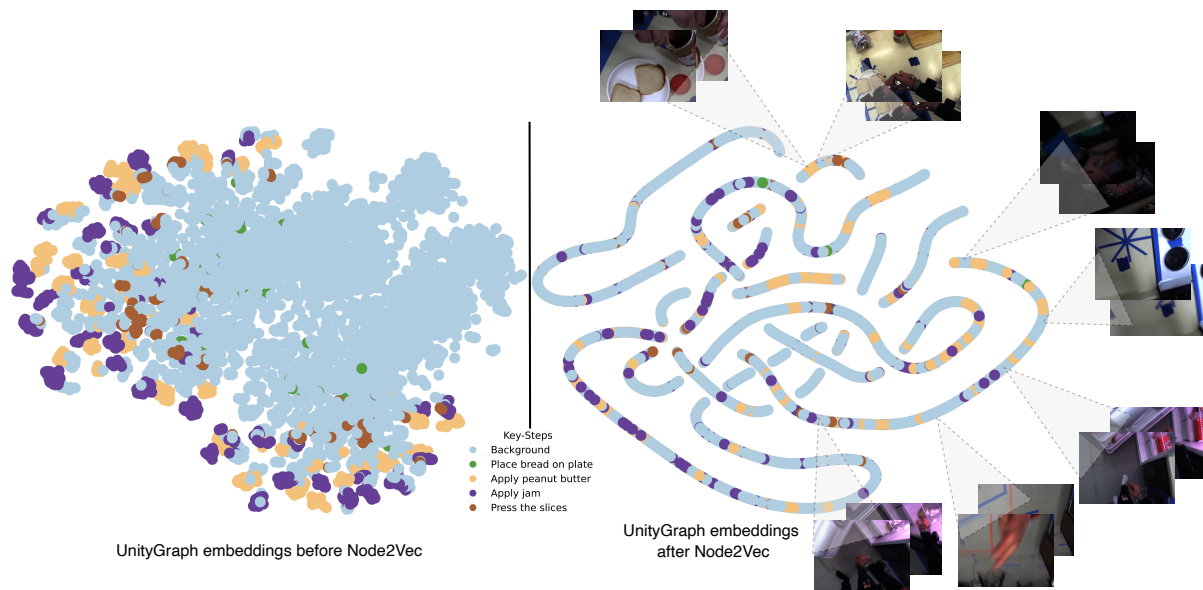 Key-Steps
Background
Place bread on plate
Apply peanut butter
Apply jam
Press the slices
UnityGraph embeddings before Node2Vec
UnityGraph embeddings
after Node2Vec